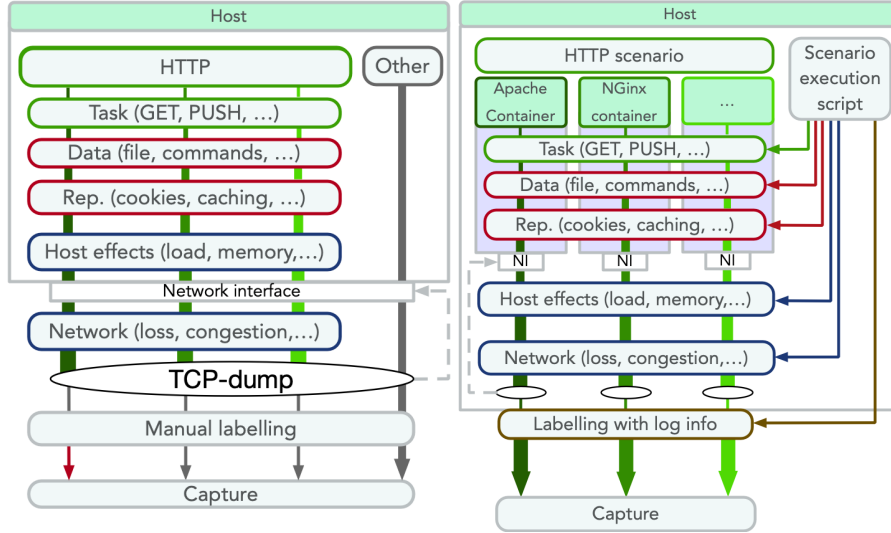 Host
HTTP
Other
Task (GET, PUSH, ...)
Data (file, commands, ...)
Rep. (cookies, caching, ...)
Host effects (load, memory,...)
Network interface
Network (loss, congestion,...)
TCP-dump
Manual labelling
Capture
Host
HTTP scenario
Scenario
execution
script
Apache
Container
NGinx
container
...
Task (GET, PUSH, ...)
Data (file, commands, ...)
Rep. (cookies, caching, ...)
NI
NI
NI
Host effects (load, memory,...)
Network (loss, congestion,...)
Labelling with log info
Capture